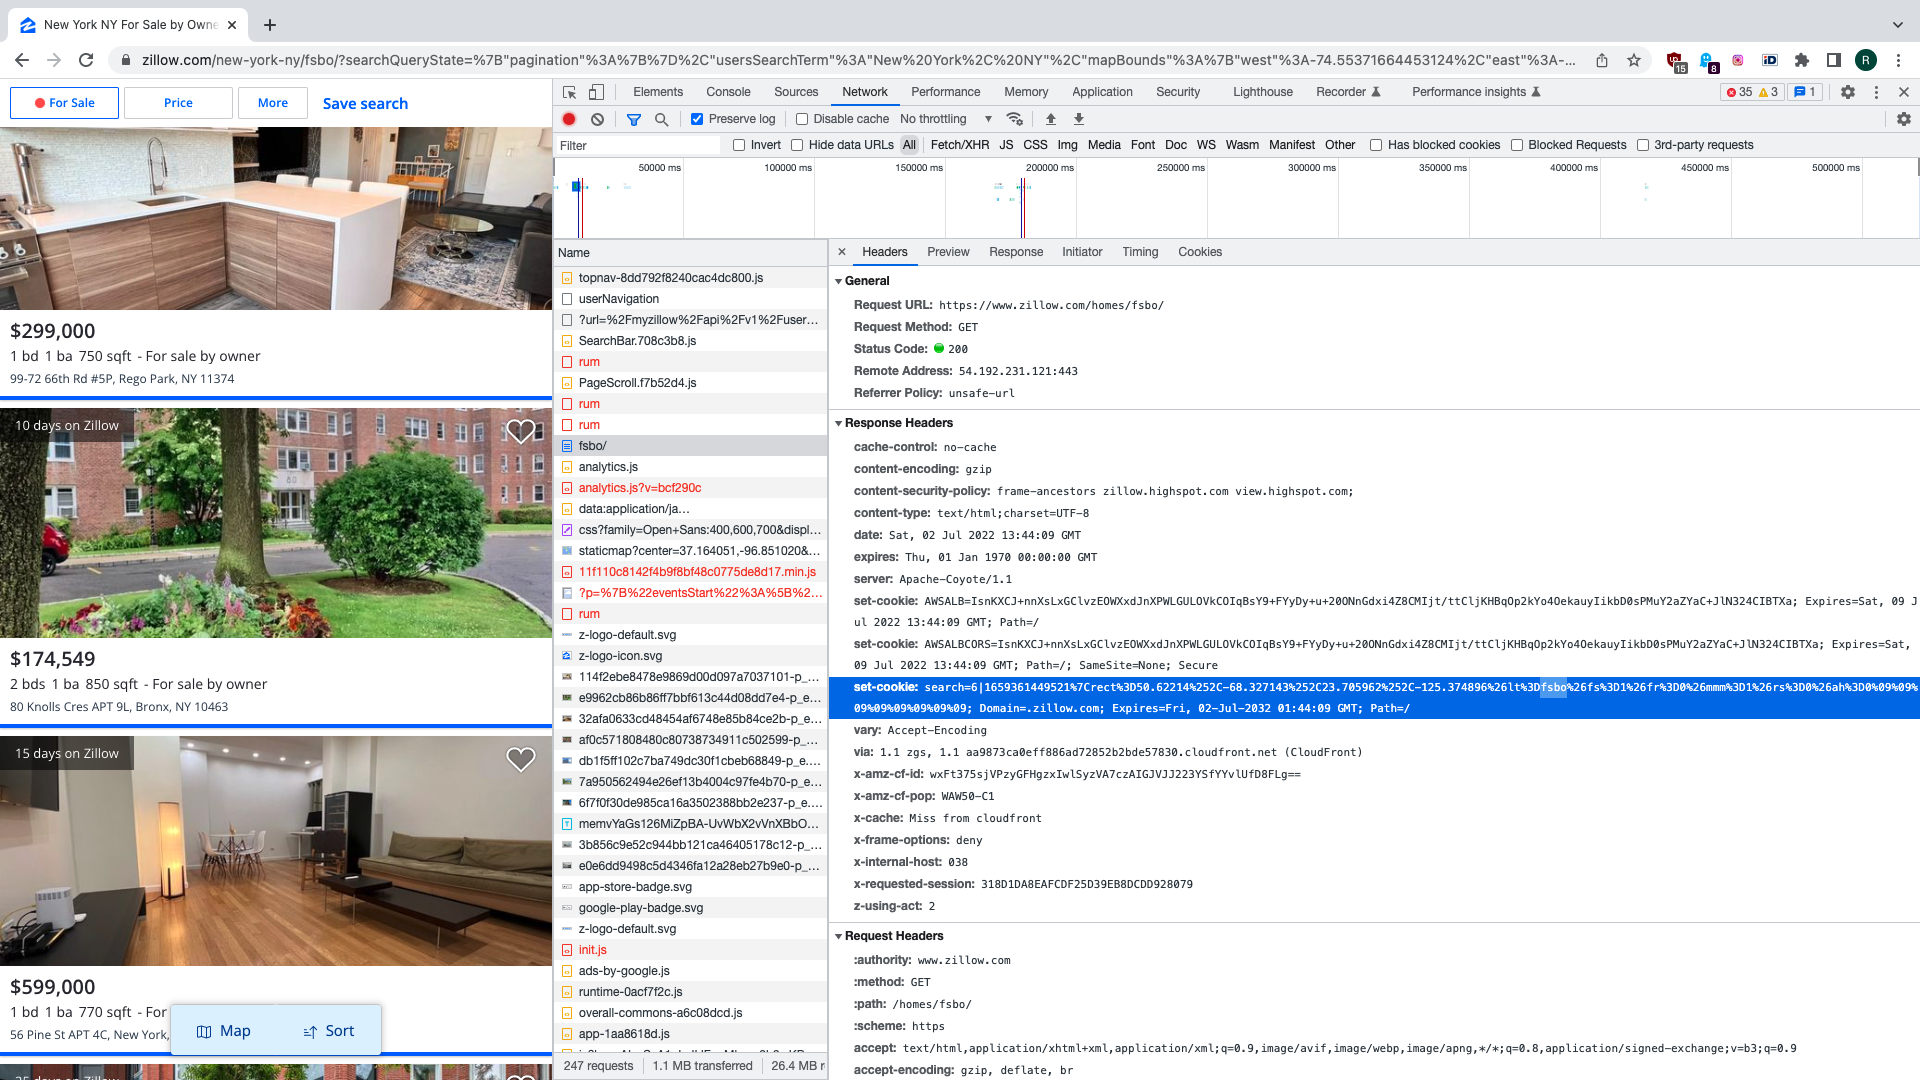 New York NY For Sale by Owne
zillow.com/new-york-ny/fsbo/?searchQueryState=%7B"pagination"%3A%7B%7D%2C"usersSearchTerm"%3A"New%20York%2C%20NY"%2C"mapBounds"%3A%7B"west"%3A-74.55371664453124%2C"east"%3A-...
15
8
R
For Sale
Price
More
Save search
$299,000
1 bd 1 ba 750 sqft - For sale by owner
99-72 66th Rd #5P, Rego Park, NY 11374
10 days on Zillow
$174,549
2 bds 1 ba 850 sqft - For sale by owner
80 Knolls Cres APT 9L, Bronx, NY 10463
15 days on Zillow
$599,000
1 bd 1 ba 770 sqft - For
56 Pine St APT 4C, New York,
Map
Sort
Elements
Console
Sources
Network
Performance
Memory
Application
Security
Lighthouse
Recorder
Performance insights
35
3
1
Preserve log
Disable cache
No throttling
Filter
Invert
Hide data URLs
All
Fetch/XHR
JS
CSS
Img
Media
Font
Doc
WS
Wasm
Manifest
Other
Has blocked cookies
Blocked Requests
3rd-party requests
50000 ms
100000 ms
150000 ms
200000 ms
250000 ms
300000 ms
350000 ms
400000 ms
450000 ms
500000 ms
Name
topnav-8dd792f8240cac4dc800.js
userNavigation
?url=%2Fmyzillow%2Fapi%2Fv1%2Fuser...
SearchBar.708c3b8.js
rum
PageScroll.f7b52d4.js
rum
rum
fsbo/
analytics.js
analytics.js?v=bcf290c
data:application/ja...
css?family=Open+Sans:400,600,700&displ...
staticmap?center=37.164051,-96.851020&...
11f110c8142f4b9f8bf48c0775de8d17.min.js
?p=%7B%22eventsStart%22%3A%5B%2...
rum
z-logo-default.svg
z-logo-icon.svg
114f2ebe8478e9869d00d097a7037101-p_...
e9962cb86b86ff7bbf613c44d08dd7e4-p_e...
32afa0633cd48454af6748e85b84ce2b-p_e...
af0c571808480c80738734911c502599-p_...
db1f5ff102c7ba749dc30f1cbeb68849-p_e....
7a950562494e26ef13b4004c97fe4b70-p_e...
6f7f0f30de985ca16a3502388bb2e237-p_e....
memvYaGs126MiZpBA-UvWbX2vVnXBbO...
3b856c9e52c944bb121ca46405178c12-p_...
e0e6dd9498c5d4346fa12a28eb27b9e0-p_...
app-store-badge.svg
google-play-badge.svg
z-logo-default.svg
init.js
ads-by-google.js
runtime-0acf7f2c.js
overall-commons-a6c08dcd.js
app-1aa8618d.js
247 requests
1.1 MB transferred
26.4 MB r
Headers
Preview
Response
Initiator
Timing
Cookies
General
Request URL: https://www.zillow.com/homes/fsbo/
Request Method: GET
Status Code: 200
Remote Address: 54.192.231.121:443
Referrer Policy: unsafe-url
Response Headers
cache-control: no-cache
content-encoding: gzip
content-security-policy: frame-ancestors zillow.highspot.com view.highspot.com;
content-type: text/html;charset=UTF-8
date: Sat, 02 Jul 2022 13:44:09 GMT
expires: Thu, 01 Jan 1970 00:00:00 GMT
server: Apache-Coyote/1.1
set-cookie: AWSALB=IsnKXCJ+nnXsLxGClvzEOWXxdJnXPWLGULOVkCOIqBsY9+FYyDy+u+20ONnGdxi4Z8CMIjt/ttCljKHBqOp2kYo4OekauyIikbD0sPMuY2aZYaC+JlN324CIBTXa; Expires=Sat, 09 J
ul 2022 13:44:09 GMT; Path=/
set-cookie: AWSALBCORS=IsnKXCJ+nnXsLxGClvzEOWXxdJnXPWLGULOVkCOIqBsY9+FYyDy+u+20ONnGdxi4Z8CMIjt/ttCljKHBqOp2kYo4OekauyIikbD0sPMuY2aZYaC+JlN324CIBTXa; Expires=Sat,
09 Jul 2022 13:44:09 GMT; Path=/; SameSite=None; Secure
set-cookie: search=6|1659361449521%7Crect%3D50.62214%252C-68.327143%252C23.705962%252C-125.374896%26lt%3Dfsbo%26fs%3D1%26fr%3D0%26mmm%3D1%26rs%3D0%26ah%3D0%09%09%
09%09%09%09%09%09; Domain=.zillow.com; Expires=Fri, 02-Jul-2032 01:44:09 GMT; Path=/
vary: Accept-Encoding
via: 1.1 zgs, 1.1 aa9873ca0eff886ad72852b2bde57830.cloudfront.net (CloudFront)
x-amz-cf-id: wxFt375sjVPzyGFHgzxIwlSyzVA7czAIGJVJJ223YSfYYvlUfD8FLg==
x-amz-cf-pop: WAW50-C1
x-cache: Miss from cloudfront
x-frame-options: deny
x-internal-host: 038
x-requested-session: 318D1DA8EAFCDF25D39EB8DCDD928079
z-using-act: 2
Request Headers
:authority: www.zillow.com
:method: GET
:path: /homes/fsbo/
:scheme: https
accept: text/html,application/xhtml+xml,application/xml;q=0.9,image/avif,image/webp,image/apng,*/*;q=0.8,application/signed-exchange;v=b3;q=0.9
accept-encoding: gzip, deflate, br